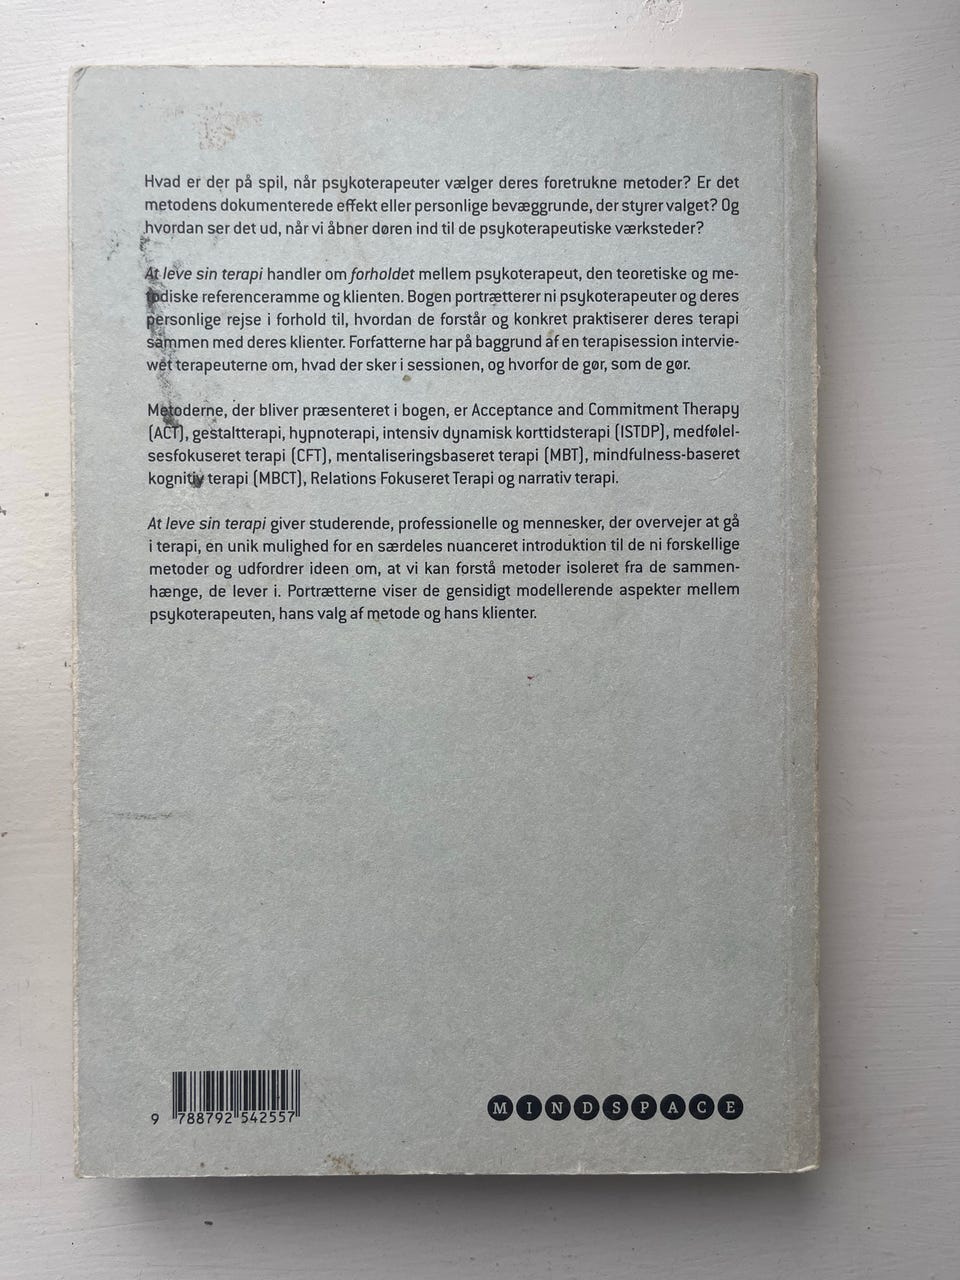 Hvad er der på spil, når psykoterapeuter vælger deres foretrukne metoder? Er det
metodens dokumenterede effekt eller personlige bevæggrunde, der styrer valget? Og
hvordan ser det ud, når vi åbner døren ind til de psykoterapeutiske værksteder?
At leve sin terapi handler om forholdet mellem psykoterapeut, den teoretiske og me-
todiske referenceramme og klienten. Bogen portrætterer ni psykoterapeuter og deres
personlige rejse i forhold til, hvordan de forstår og konkret praktiserer deres terapi
sammen med deres klienter. Forfatterne har på baggrund af en terapisession intervie-
wet terapeuterne om, hvad der sker i sessionen, og hvorfor de gør, som de gør.
Metoderne, der bliver præsenteret i bogen, er Acceptance and Commitment Therapy
(ACT), gestaltterapi, hypnoterapi, intensiv dynamisk korttidsterapi (ISTDP), medfølel-
sesfokuseret terapi (CFT), mentaliseringsbaseret terapi (MBT), mindfulness-baseret
kognitiv terapi (MBCT), Relations Fokuseret Terapi og narrativ terapi.
At leve sin terapi giver studerende, professionelle og mennesker, der overvejer at gå
i terapi, en unik mulighed for en særdeles nuanceret introduktion til de ni forskellige
metoder og udfordrer ideen om, at vi kan forstå metoder isoleret fra de sammen-
hænge, de lever i. Portrætterne viser de gensidigt modellerende aspekter mellem
psykoterapeuten, hans valg af metode og hans klienter.
9 788792 542557
MINDSPACE